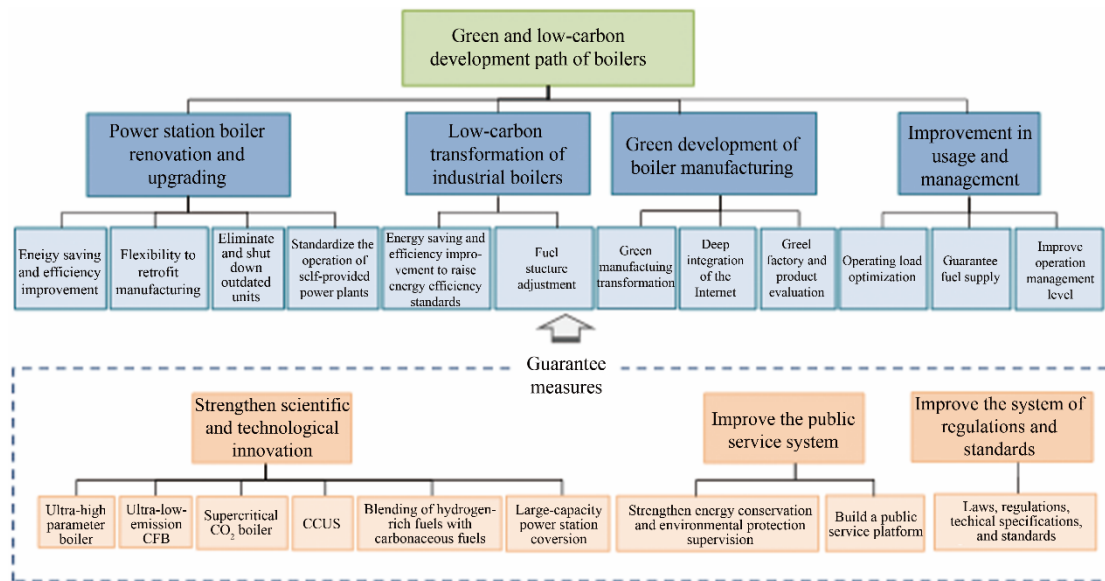 Green and low-carbon
development path of boilers
Power station boiler
renovation and
upgrading
Low-carbon
transformation of
industrial boilers
Green development of
boiler manufacturing
Improvement in
usage and
management
Eneigy saving
and efficiency
improvement
Flexibility to
retrofit
manufacturing
Eliminate and
shut down
outdated
units
Standardize the
operation of
self-provided
power plants
Energy saving and
efficiency impro-
vement to raise
energy efficiency
standards
Fuel
stucture
adjustment
Green
manufactuing
transformation
Deep
integration of
the Internet
Greel
factory and
product
evaluation
Operating load
optimization
Guarantee
fuel supply
Improve
operation
management
level
Guarantee
measures
Strengthen scientific
and technological
innovation
Improve the public
service system
Improve the system of
regulations and
standards
Ultra-high
parameter
boiler
Ultra-low-
emission
CFB
Supercritical
CO₂ boiler
CCUS
Blending of hydrogen-
rich fuels with
carbonaceous fuels
Large-capacity
power station
coversion
Strengthen energy conservation
and environmental protection
supervision
Build a public
service platform
Laws, regulations,
techical specifications,
and standards